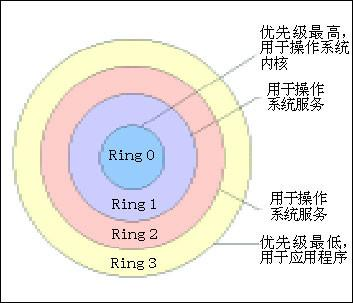 优先级最高，
用于操作系统
内核
用于操作
系统服务
Ring 0
Ring 1
用于操作
系统服务
Ring 2
优先级最低，
用于应用程序
Ring 3